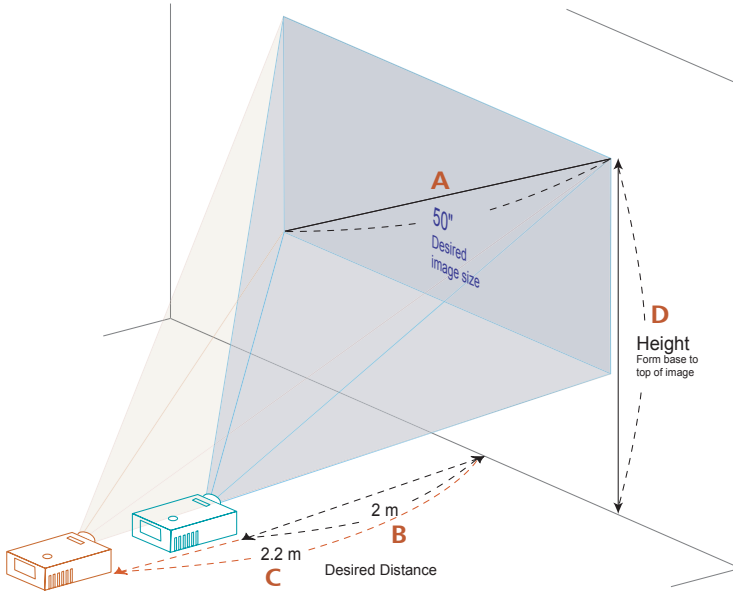 A
50"
Desired
image size
D
Height
Form base to
top of image
2 m
B
2.2 m
C
Desired Distance